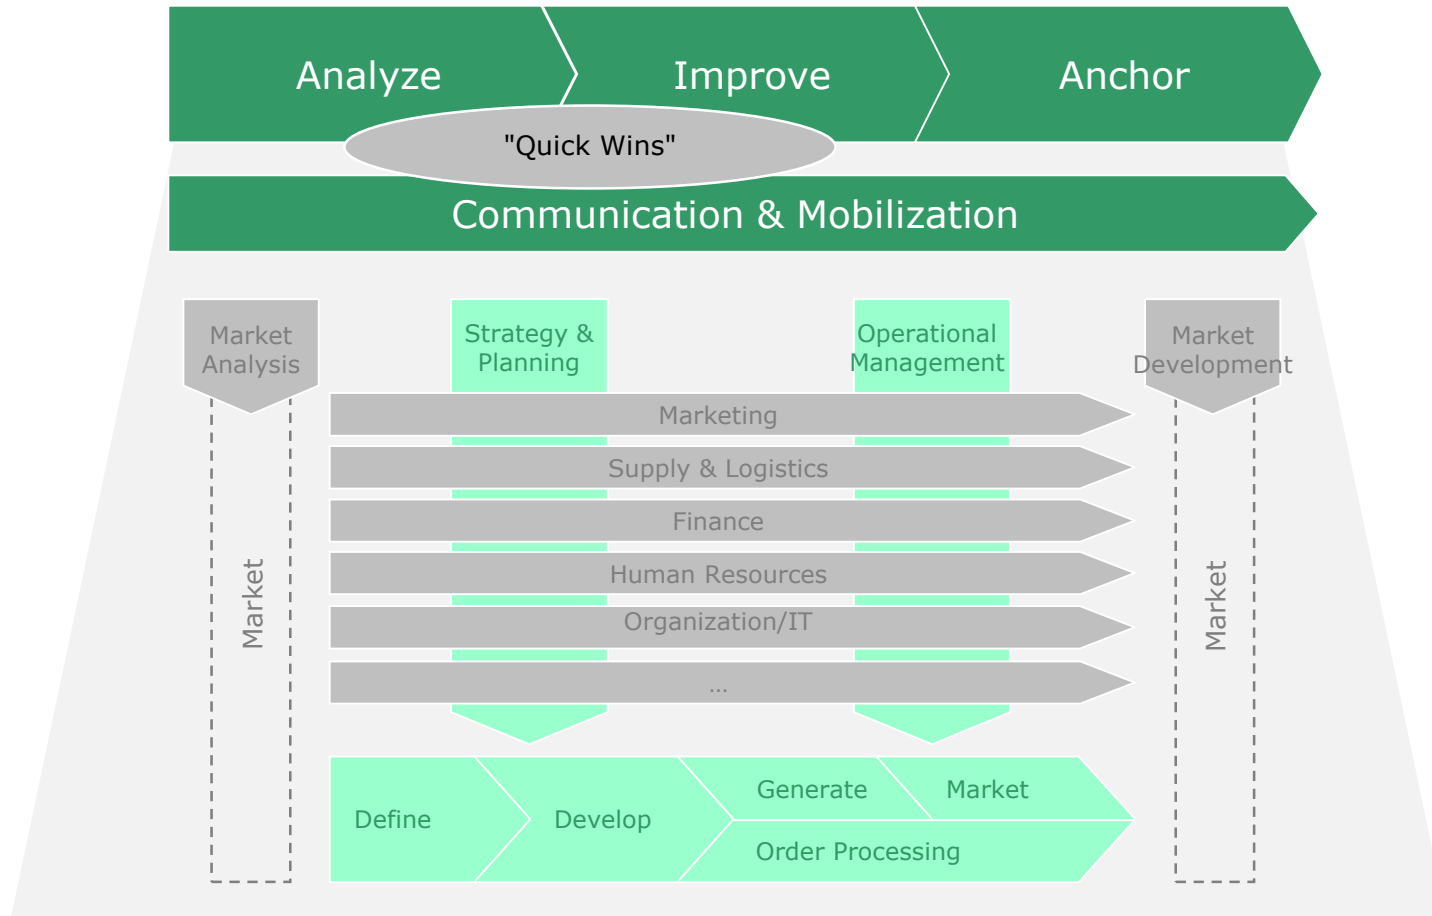 Analyze
Improve
Anchor
"Quick Wins"
Communication & Mobilization
Market
Analysis
Strategy &
Planning
Operational
Management
Market
Development
Marketing
Supply & Logistics
Finance
Human Resources
Organization/IT
...
Market
Market
Define
Develop
Generate
Market
Order Processing